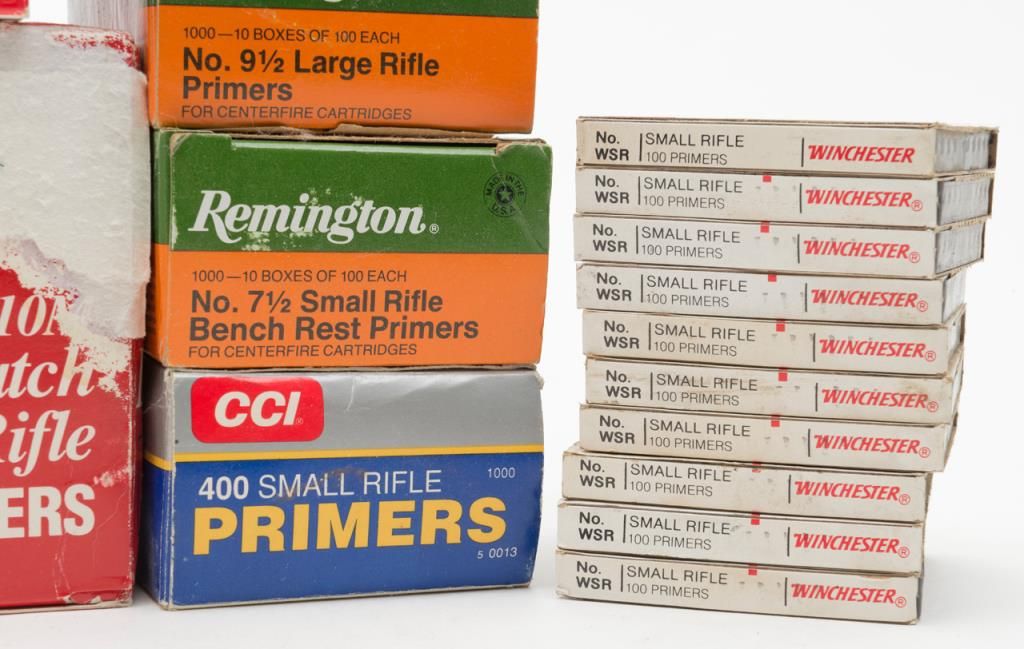 10
atch
Rifle
ERS
1000—10 BOXES OF 100 EACH
No. 9½ Large Rifle
Primers
FOR CENTERFIRE CARTRIDGES
Remington®
MADE IN THE
U.S.A.
1000—10 BOXES OF 100 EACH
No. 7½ Small Rifle
Bench Rest Primers
FOR CENTERFIRE CARTRIDGES
CCI®
400 SMALL RIFLE 1000
PRIMERS
5 0013
No. WSR SMALL RIFLE
100 PRIMERS WINCHESTER
No. WSR SMALL RIFLE
100 PRIMERS WINCHESTER®
No. WSR SMALL RIFLE
100 PRIMERS WINCHESTER®
No. WSR SMALL RIFLE
100 PRIMERS WINCHESTER®
No. WSR SMALL RIFLE
100 PRIMERS WINCHESTER®
No. WSR SMALL RIFLE
100 PRIMERS WINCHESTER®
No. WSR SMALL RIFLE
100 PRIMERS WINCHESTER®
No. WSR SMALL RIFLE
100 PRIMERS WINCHESTER®
No. WSR SMALL RIFLE
100 PRIMERS WINCHESTER®
No. WSR SMALL RIFLE
100 PRIMERS WINCHESTER®